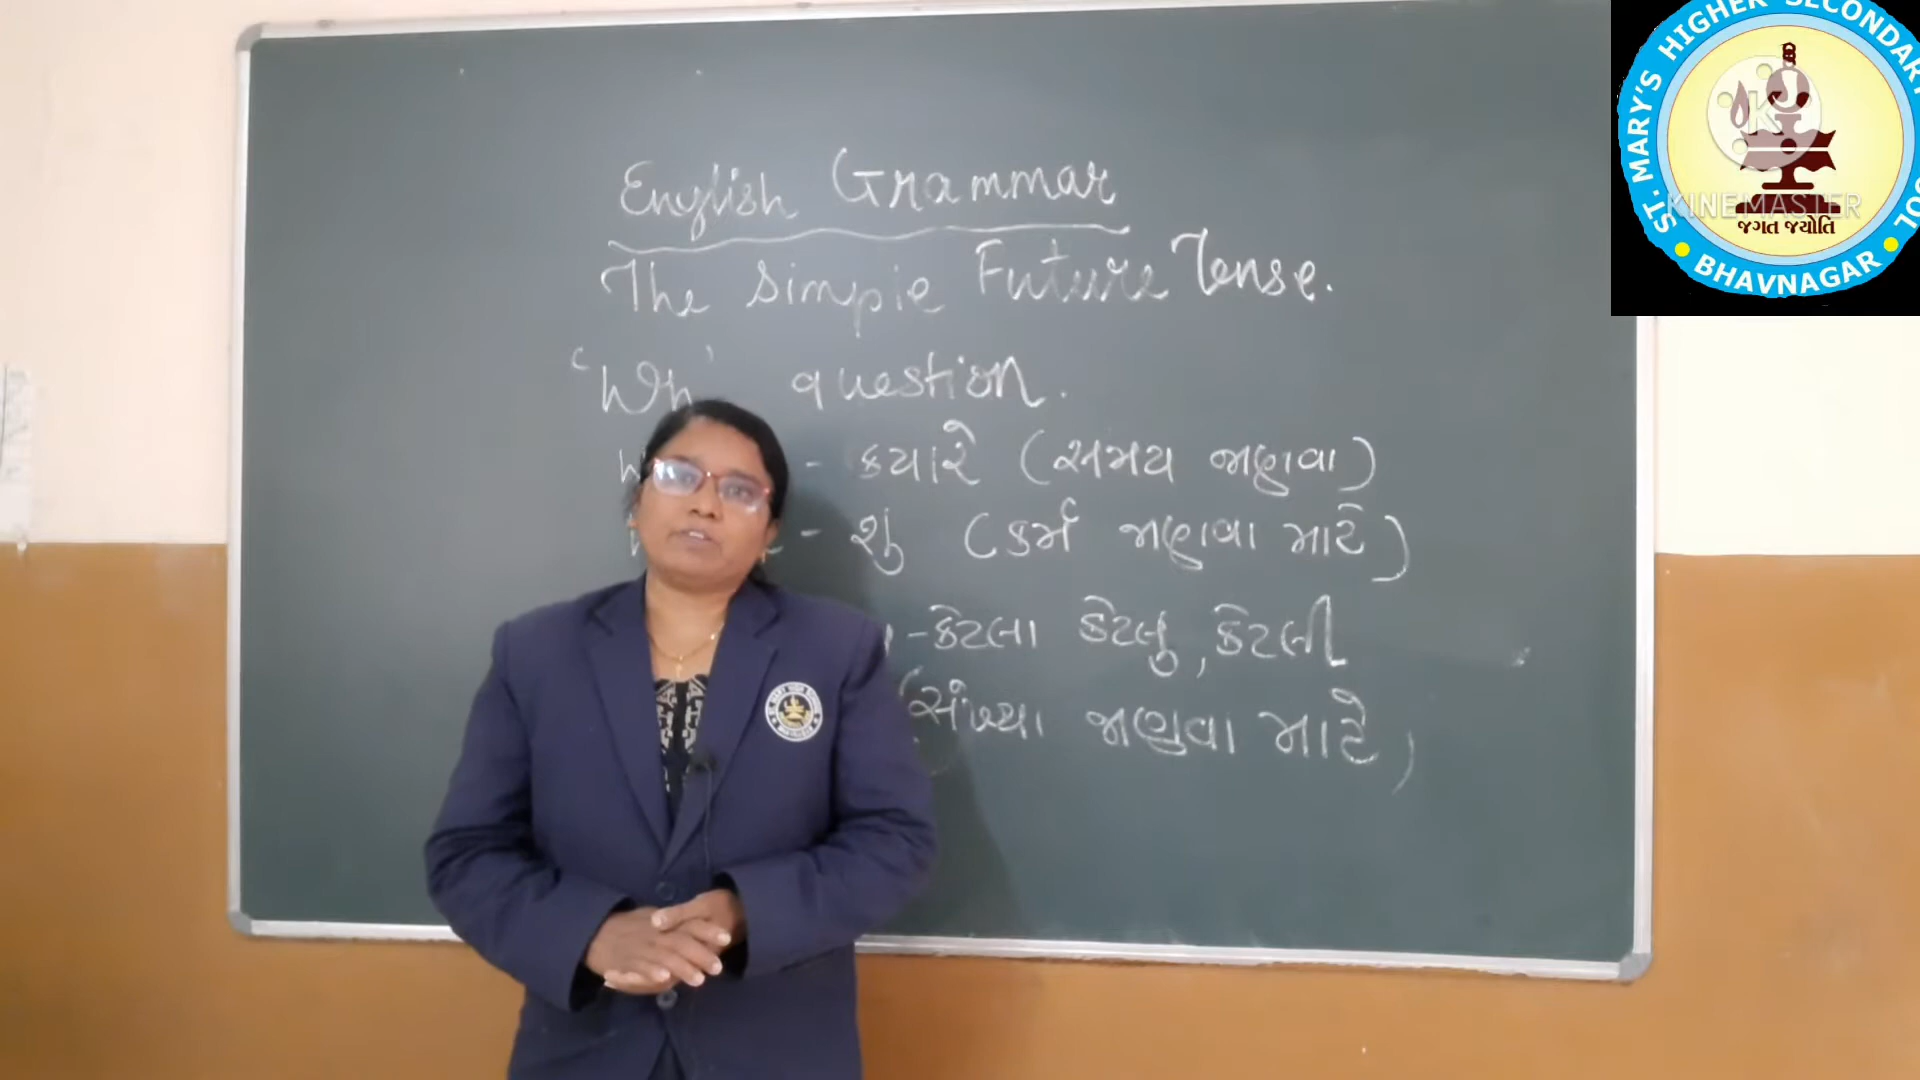 English Grammar
The Simple Future Tense.
'Wh' question.
- ક્યારે (સમય જાણવા)
- શું (કર્મ જાણવા માટે)
- કેટલા કેટલું, કેટલી
(સંખ્યા જાણવા માટે)
ST. MARY'S HIGHER SECONDARY
BHAVNAGAR
જગત જયોતિ
KINEMASTER